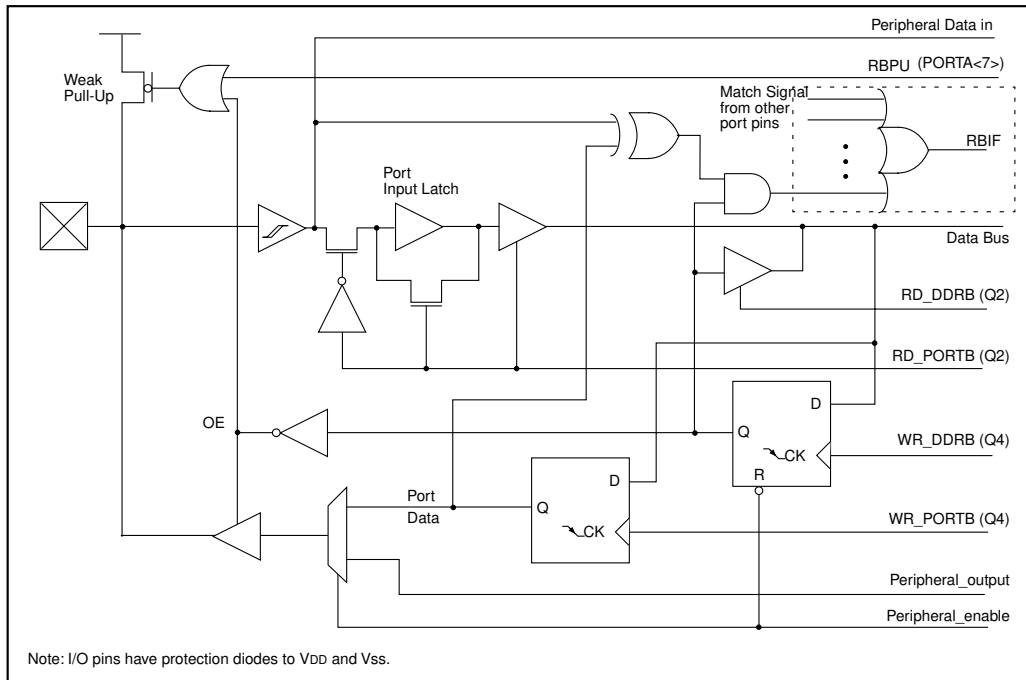 Peripheral Data in
RBPU (PORTA<7>)
Weak
Pull-Up
Match Signal
from other
port pins
RBIF
Port
Input Latch
Data Bus
RD_DDRB (Q2)
RD_PORTB (Q2)
D
OE
Q
CK
WR_DDRB (Q4)
R
D
Port
Data
Q
CK
WR_PORTB (Q4)
Peripheral_output
Peripheral_enable
Note: I/O pins have protection diodes to VDD and Vss.